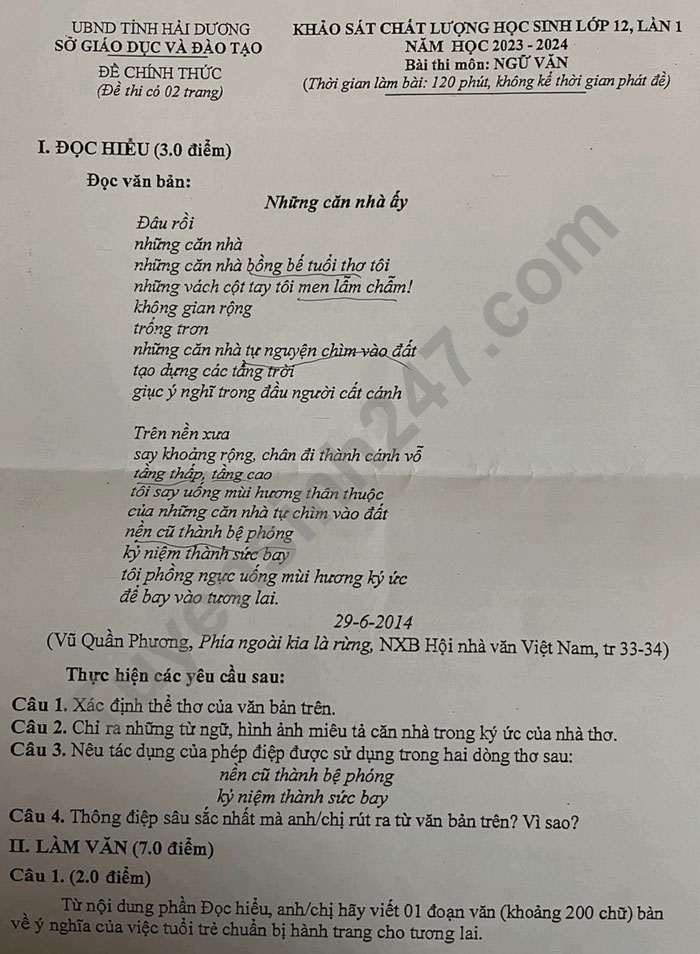 UBND TỈNH HẢI DƯƠNG
SỞ GIÁO DỤC VÀ ĐÀO TẠO
ĐỀ CHÍNH THỨC
(Đề thi có 02 trang)
KHẢO SÁT CHẤT LƯỢNG HỌC SINH LỚP 12, LẦN 1
NĂM HỌC 2023 - 2024
Bài thi môn: NGỮ VĂN
(Thời gian làm bài: 120 phút, không kể thời gian phát đề)
I. ĐỌC HIỂU (3.0 điểm)
Đọc văn bản:
Những căn nhà ấy
Đâu rồi
những căn nhà
những căn nhà bồng bế tuổi thơ tôi
những vách cột tay tôi men lẫm chẫm!
không gian rộng
trống trơn
những căn nhà tự nguyện chìm vào đất
tạo dựng các tầng trời
giục ý nghĩ trong đầu người cất cánh
Trên nền xưa
say khoảng rộng, chân đi thành cánh vỗ
tầng thấp, tầng cao
tôi say uống mùi hương thân thuộc
của những căn nhà tự chìm vào đất
nền cũ thành bệ phóng
kỷ niệm thành sức bay
tôi phồng ngực uống mùi hương ký ức
để bay vào tương lai.
29-6-2014
(Vũ Quần Phương, Phía ngoài kia là rừng, NXB Hội nhà văn Việt Nam, tr 33-34)
Thực hiện các yêu cầu sau:
Câu 1. Xác định thể thơ của văn bản trên.
Câu 2. Chỉ ra những từ ngữ, hình ảnh miêu tả căn nhà trong ký ức của nhà thơ.
Câu 3. Nêu tác dụng của phép điệp được sử dụng trong hai dòng thơ sau:
nền cũ thành bệ phóng
kỷ niệm thành sức bay
Câu 4. Thông điệp sâu sắc nhất mà anh/chị rút ra từ văn bản trên? Vì sao?
II. LÀM VĂN (7.0 điểm)
Câu 1. (2.0 điểm)
Từ nội dung phần Đọc hiểu, anh/chị hãy viết 01 đoạn văn (khoảng 200 chữ) bàn
về ý nghĩa của việc tuổi trẻ chuẩn bị hành trang cho tương lai.
tuyensinh247.com